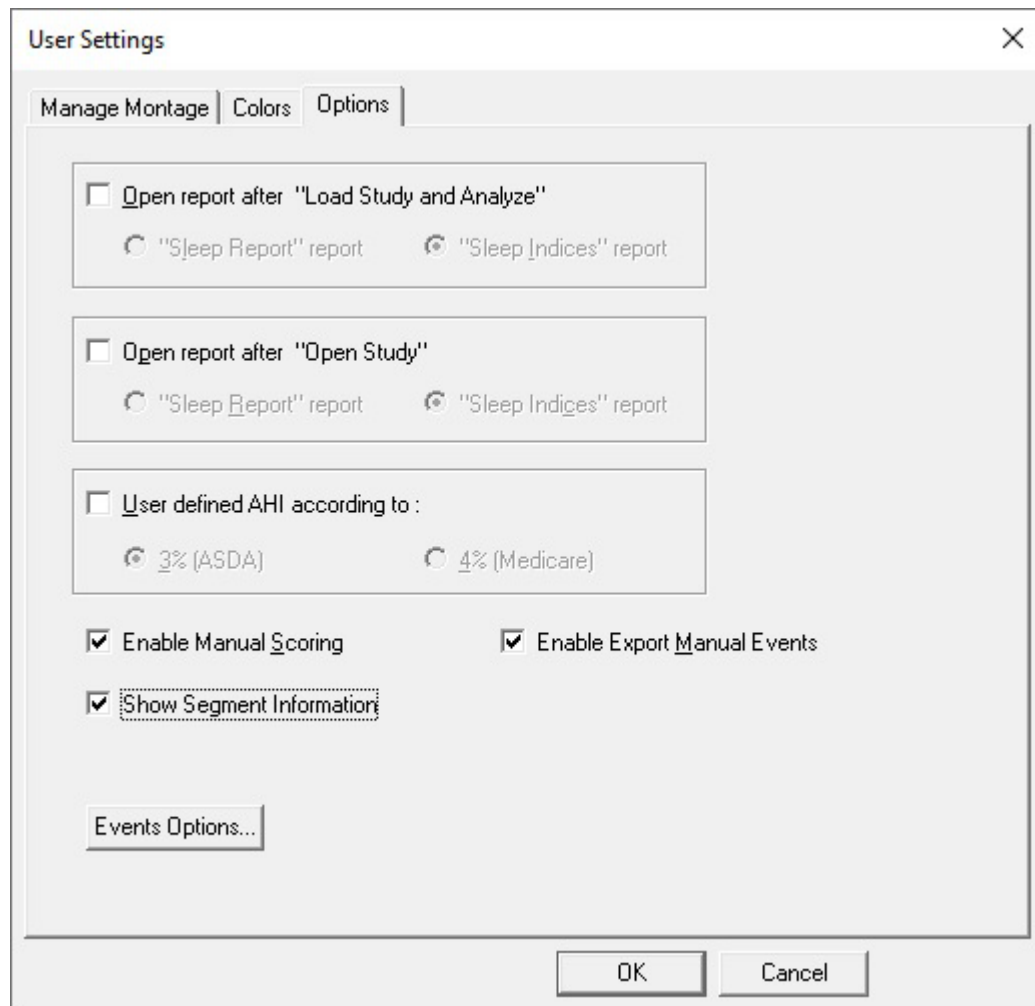 User Settings
Manage Montage Colors Options
Open report after "Load Study and Analyze"
"Sleep Report" report "Sleep Indices" report
Open report after "Open Study"
"Sleep Report" report "Sleep Indices" report
User defined AHI according to :
3% (ASDA) 4% (Medicare)
Enable Manual Scoring Enable Export Manual Events
Show Segment Information
Events Options...
OK Cancel